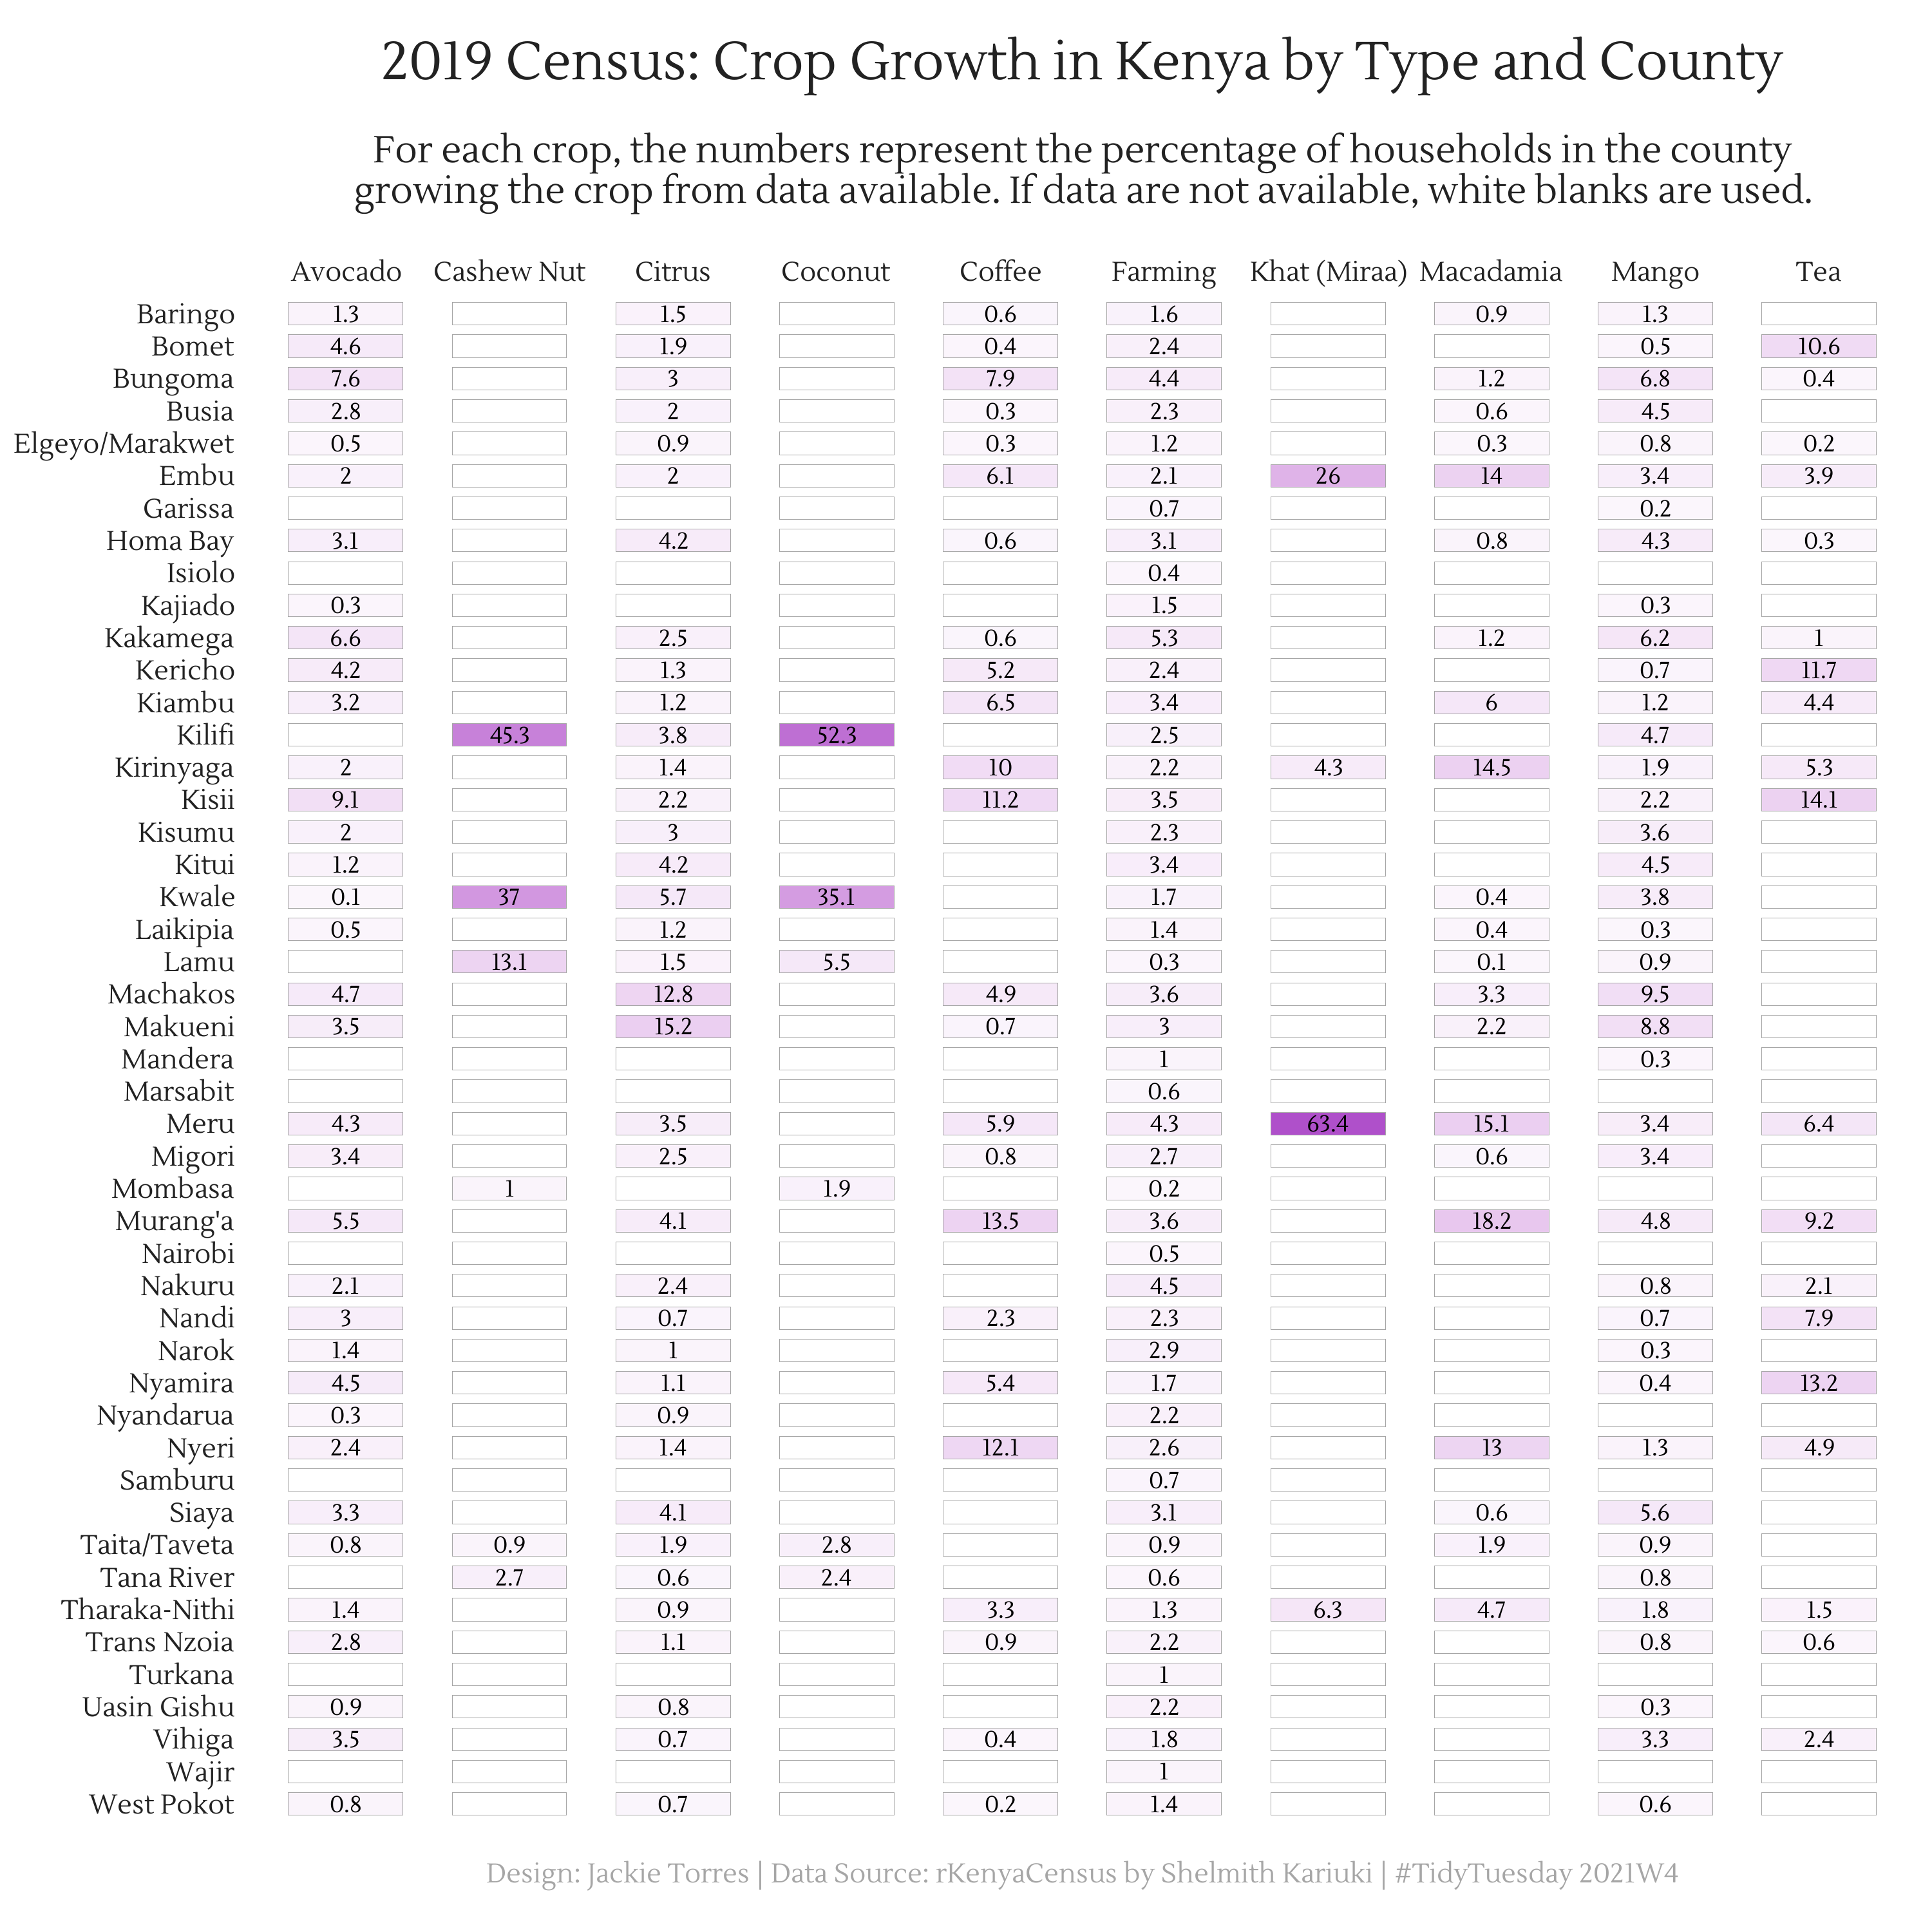 2019 Census: Crop Growth in Kenya by Type and County
For each crop, the numbers represent the percentage of households in the county
growing the crop from data available. If data are not available, white blanks are used.
Avocado Cashew Nut Citrus Coconut Coffee Farming Khat (Miraa) Macadamia Mango Tea
Baringo 1.3 1.5 0.6 1.6 0.9 1.3
Bomet 4.6 1.9 0.4 2.4 0.5 10.6
Bungoma 7.6 3 7.9 4.4 1.2 6.8 0.4
Busia 2.8 2 0.3 2.3 0.6 4.5
Elgeyo/Marakwet 0.5 0.9 0.3 1.2 0.3 0.8 0.2
Embu 2 2 6.1 2.1 26 14 3.4 3.9
Garissa 0.7 0.2
Homa Bay 3.1 4.2 0.6 3.1 0.8 4.3 0.3
Isiolo 0.4
Kajiado 0.3 1.5 0.3
Kakamega 6.6 2.5 0.6 5.3 1.2 6.2 1
Kericho 4.2 1.3 5.2 2.4 0.7 11.7
Kiambu 3.2 1.2 6.5 3.4 6 1.2 4.4
Kilifi 45.3 3.8 52.3 2.5 4.7
Kirinyaga 2 1.4 10 2.2 4.3 14.5 1.9 5.3
Kisii 9.1 2.2 11.2 3.5 2.2 14.1
Kisumu 2 3 2.3 3.6
Kitui 1.2 4.2 3.4 4.5
Kwale 0.1 37 5.7 35.1 1.7 0.4 3.8
Laikipia 0.5 1.2 1.4 0.4 0.3
Lamu 13.1 1.5 5.5 0.3 0.1 0.9
Machakos 4.7 12.8 4.9 3.6 3.3 9.5
Makueni 3.5 15.2 0.7 3 2.2 8.8
Mandera 1 0.3
Marsabit 0.6
Meru 4.3 3.5 5.9 4.3 63.4 15.1 3.4 6.4
Migori 3.4 2.5 0.8 2.7 0.6 3.4
Mombasa 1 1.9 0.2
Murang'a 5.5 4.1 13.5 3.6 18.2 4.8 9.2
Nairobi 0.5
Nakuru 2.1 2.4 4.5 0.8 2.1
Nandi 3 0.7 2.3 2.3 0.7 7.9
Narok 1.4 1 2.9 0.3
Nyamira 4.5 1.1 5.4 1.7 0.4 13.2
Nyandarua 0.3 0.9 2.2
Nyeri 2.4 1.4 12.1 2.6 13 1.3 4.9
Samburu 0.7
Siaya 3.3 4.1 3.1 0.6 5.6
Taita/Taveta 0.8 0.9 1.9 2.8 0.9 1.9 0.9
Tana River 2.7 0.6 2.4 0.6 0.8
Tharaka-Nithi 1.4 0.9 3.3 1.3 6.3 4.7 1.8 1.5
Trans Nzoia 2.8 1.1 0.9 2.2 0.8 0.6
Turkana 1
Uasin Gishu 0.9 0.8 2.2 0.3
Vihiga 3.5 0.7 0.4 1.8 3.3 2.4
Wajir 1
West Pokot 0.8 0.7 0.2 1.4 0.6
Design: Jackie Torres | Data Source: rKenyaCensus by Shelmith Kariuki | #TidyTuesday 2021W4